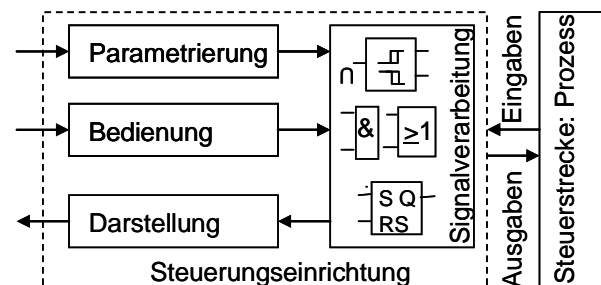 Parametrierung
Bedienung
Darstellung
Steuerungseinrichtung
∩
&
≥1
S Q
RS
Signalverarbeitung
Eingaben
Ausgaben
Steuerstrecke: Prozess